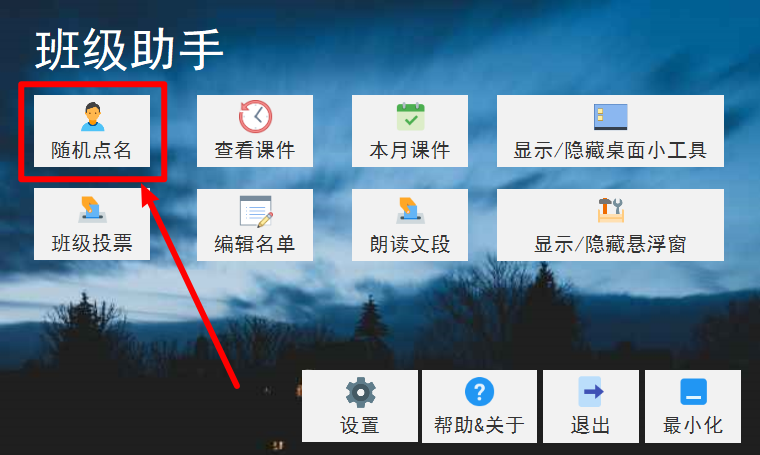 班级助手
随机点名
查看课件
本月课件
显示/隐藏桌面小工具
班级投票
编辑名单
朗读文段
显示/隐藏悬浮窗
设置
帮助&关于
退出
最小化